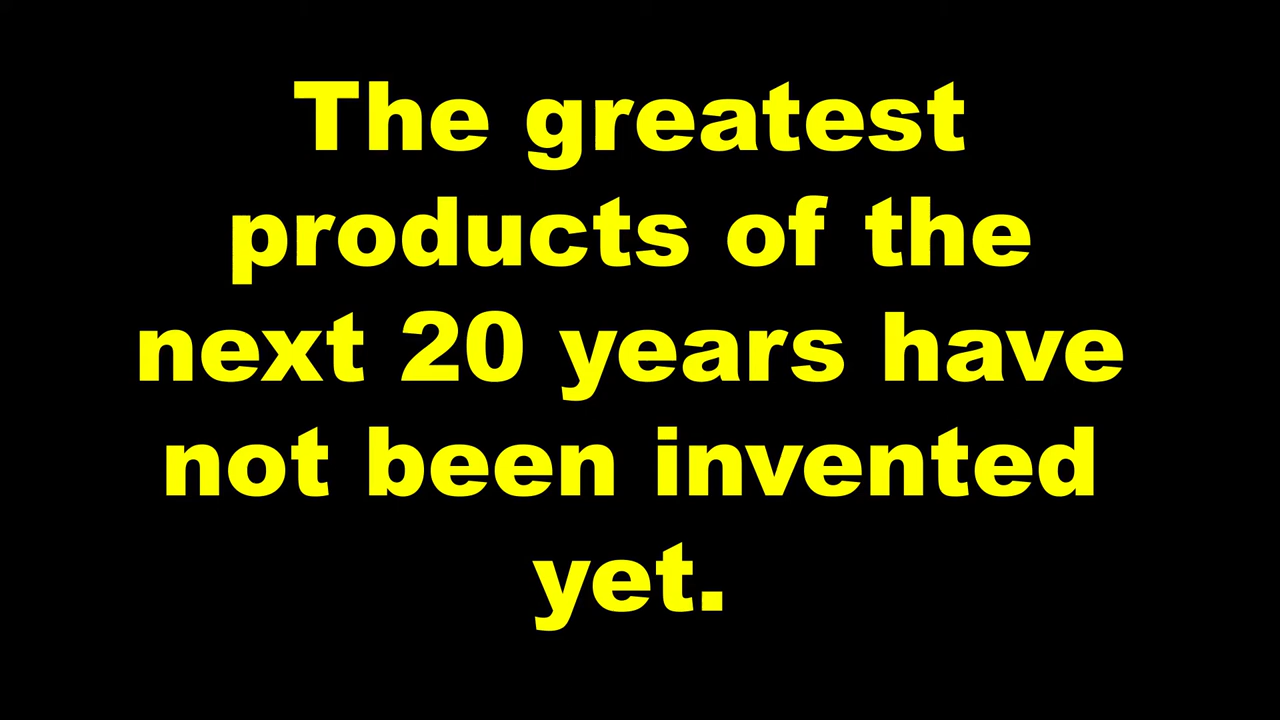 The greatest
products of the
next 20 years have
not been invented
yet.